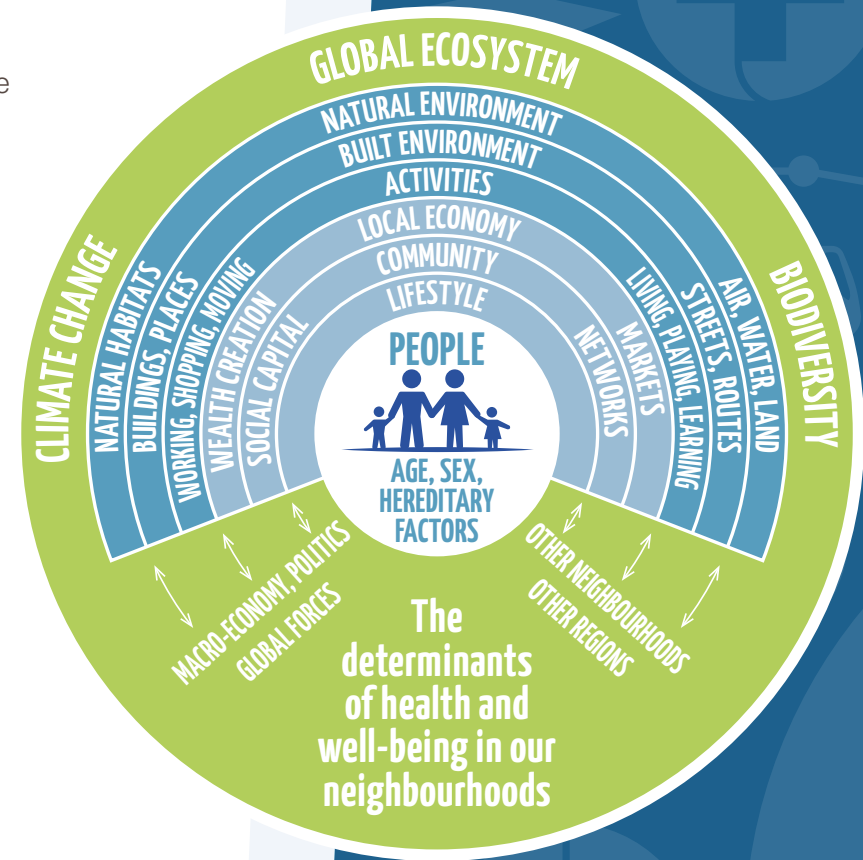 e
GLOBAL ECOSYSTEM
CLIMATE CHANGE
BIODIVERSITY
NATURAL ENVIRONMENT
NATURAL HABITATS
AIR, WATER, LAND
BUILT ENVIRONMENT
BUILDINGS, PLACES
STREETS, ROUTES
ACTIVITIES
WORKING, SHOPPING, MOVING
LIVING, PLAYING, LEARNING
LOCAL ECONOMY
WEALTH CREATION
MARKETS
COMMUNITY
SOCIAL CAPITAL
NETWORKS
LIFESTYLE
PEOPLE
AGE, SEX,
HEREDITARY
FACTORS
MACRO-ECONOMY, POLITICS
GLOBAL FORCES
OTHER NEIGHBOURHOODS
OTHER REGIONS
The
determinants
of health and
well-being in our
neighbourhoods